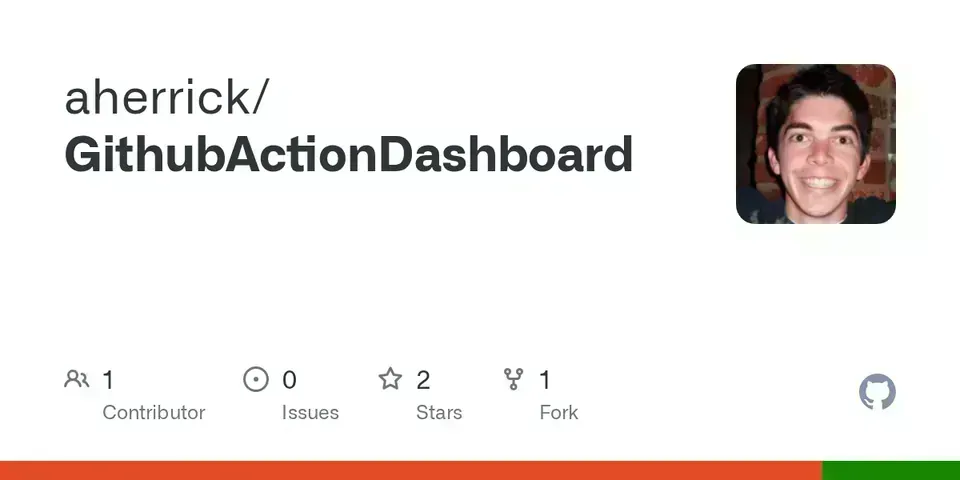 aherrick/
GithubActionDashboard
1
Contributor
0
Issues
2
Stars
1
Fork